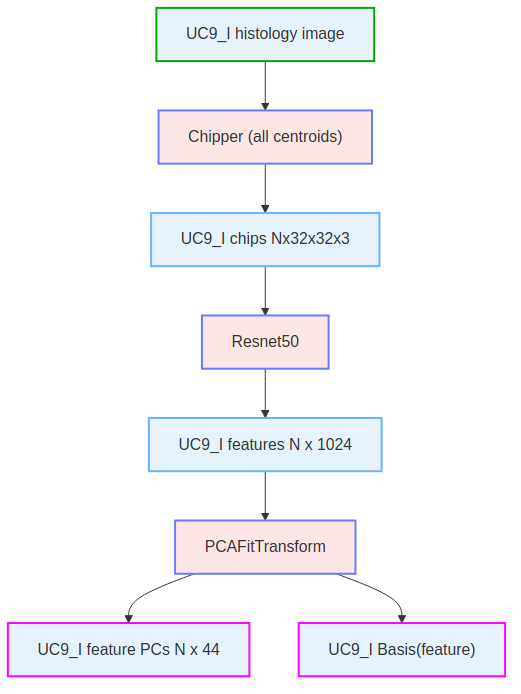 UC9_I histology image
Chipper (all centroids)
UC9_I chips Nx32x32x3
Resnet50
UC9_I features N x 1024
PCAFitTransform
UC9_I feature PCs N x 44
UC9_I Basis(feature)